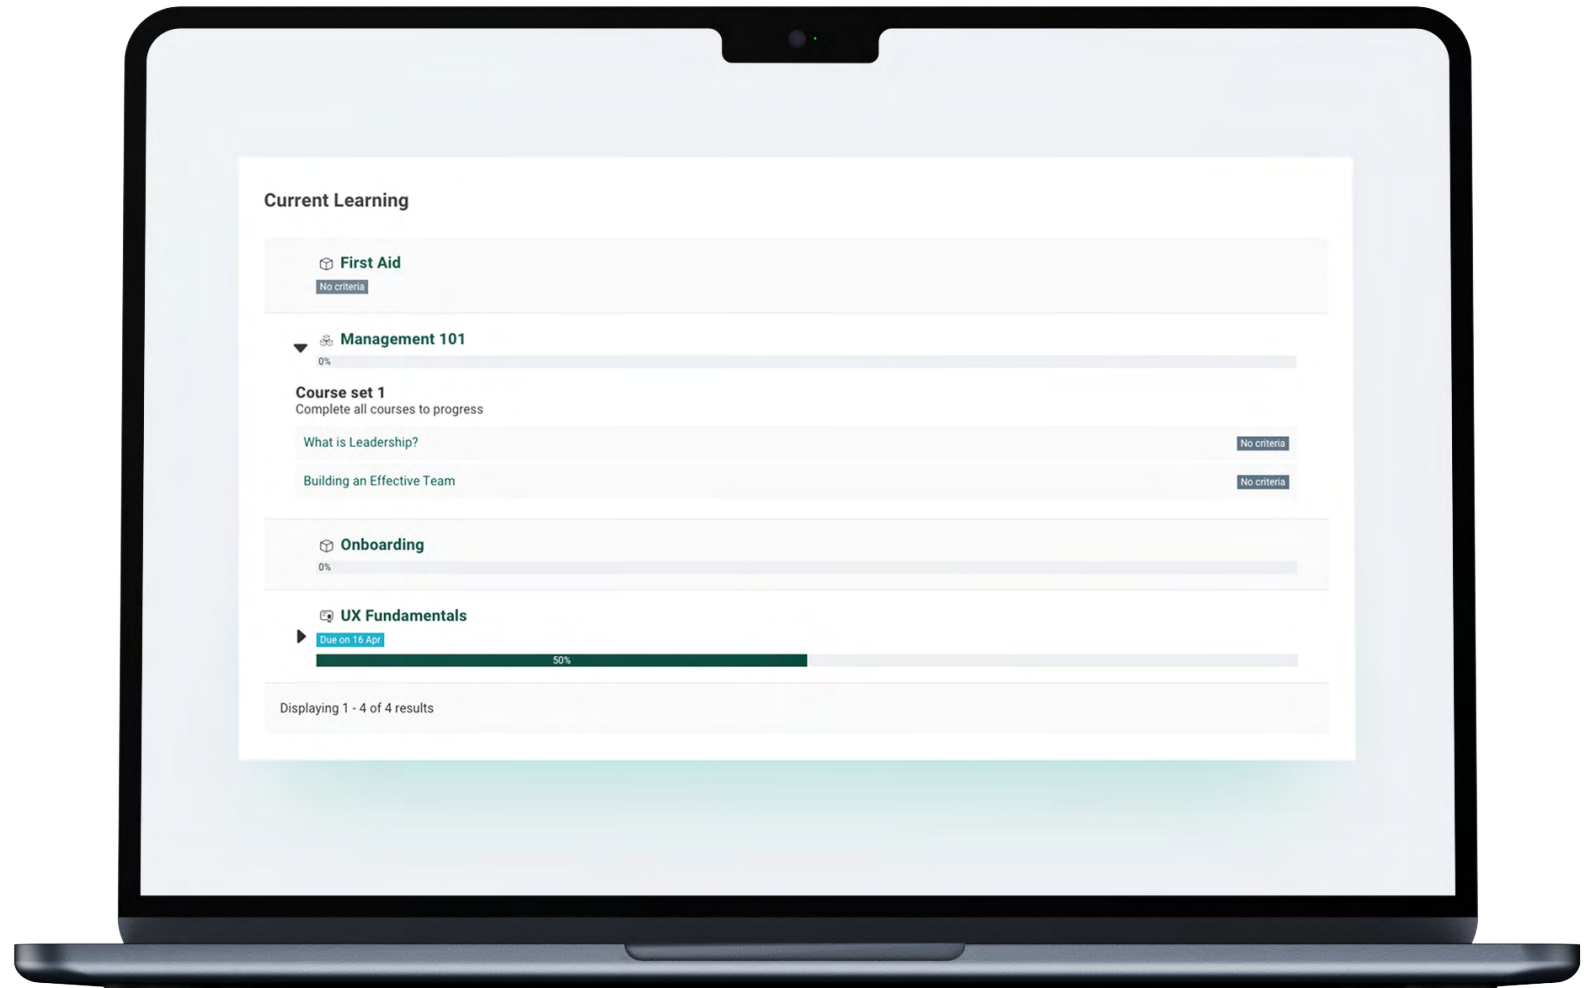 Current Learning
First Aid
No criteria
Management 101
0%
Course set 1
Complete all courses to progress
What is Leadership?
No criteria
Building an Effective Team
No criteria
Onboarding
0%
UX Fundamentals
Due on 16 Apr
50%
Displaying 1 - 4 of 4 results